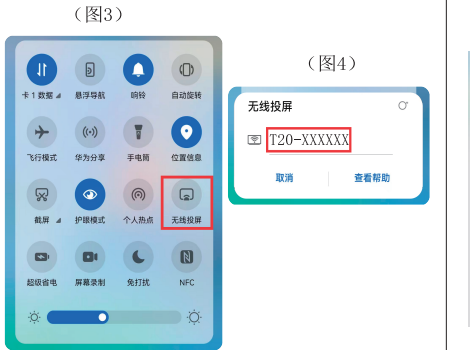 （图3）
卡 1 数据 悬浮导航 响铃 自动旋转
飞行模式 华为分享 手电筒 位置信息
截屏 护眼模式 个人热点 无线投屏
超级省电 屏幕录制 免打扰 NFC
（图4）
无线投屏
T20-XXXXXX
取消 查看帮助